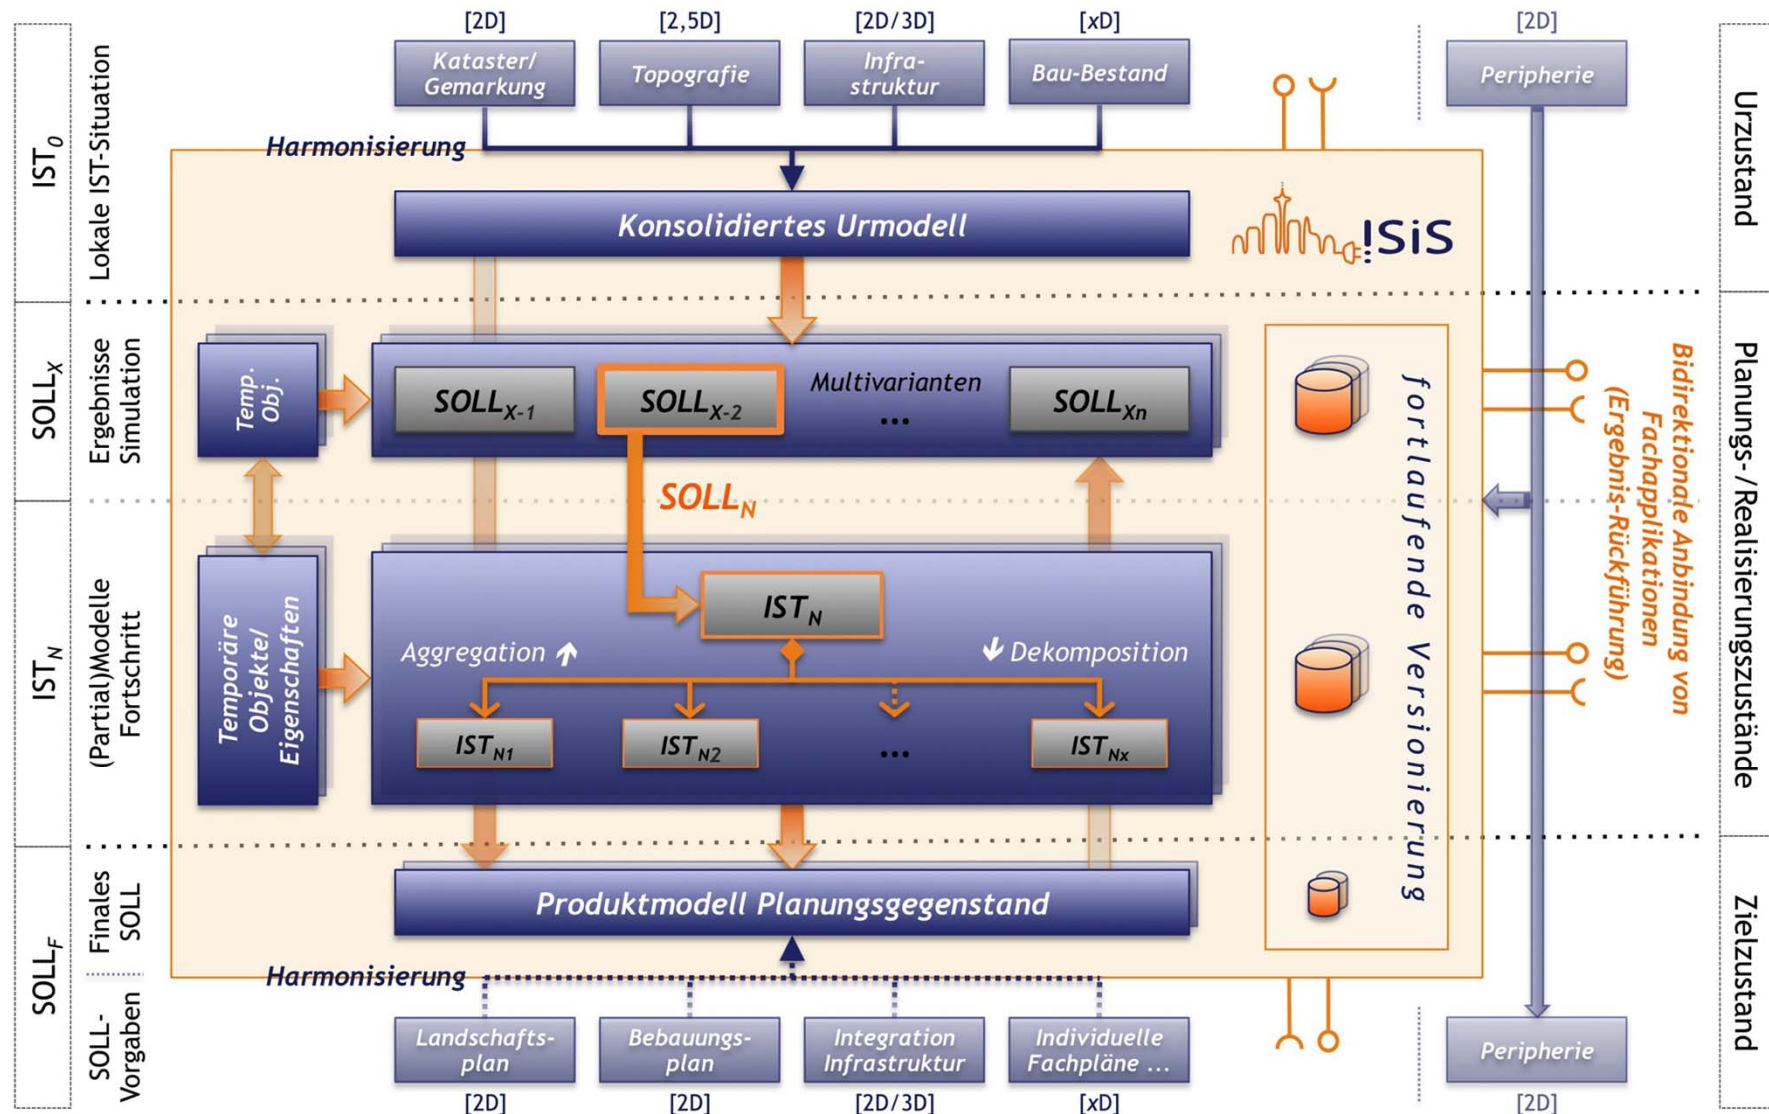 [2D]
[2,5D]
[2D/3D]
[xD]
[2D]
Kataster/
Gemarkung
Topografie
Infra-
struktur
Bau-Bestand
Peripherie
IST0
Lokale IST-Situation
Urzustand
Harmonisierung
Konsolidiertes Urmodell
!SiS
SOLLX
Ergebnisse
Simulation
Temp.
Obj.
SOLLX-1
SOLLX-2
Multivarianten
...
SOLLXn
SOLLN
fortlaufende Versionierung
Bidirektionale Anbindung von
Fachapplikationen
(Ergebnis-Rückführung)
Planungs-/Realisierungszustände
ISTN
(Partial)Modelle
Fortschritt
Temporäre
Objekte/
Eigenschaften
ISTN
Aggregation
Dekomposition
ISTN1
ISTN2
...
ISTNx
SOLLF
Finales
SOLL
Produktmodell Planungsgegenstand
Zielzustand
Harmonisierung
SOLL-
Vorgaben
Landschafts-
plan
Bebauungs-
plan
Integration
Infrastruktur
Individuelle
Fachpläne ...
Peripherie
[2D]
[2D]
[2D/3D]
[xD]
[2D]